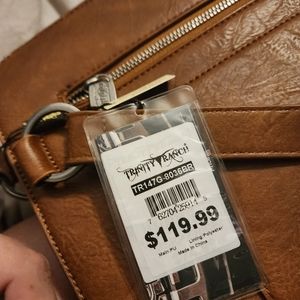 TRINITY RANCH
TR147G-8036BR
$119.99
Main: PU
Lining: Polyester
Made in China